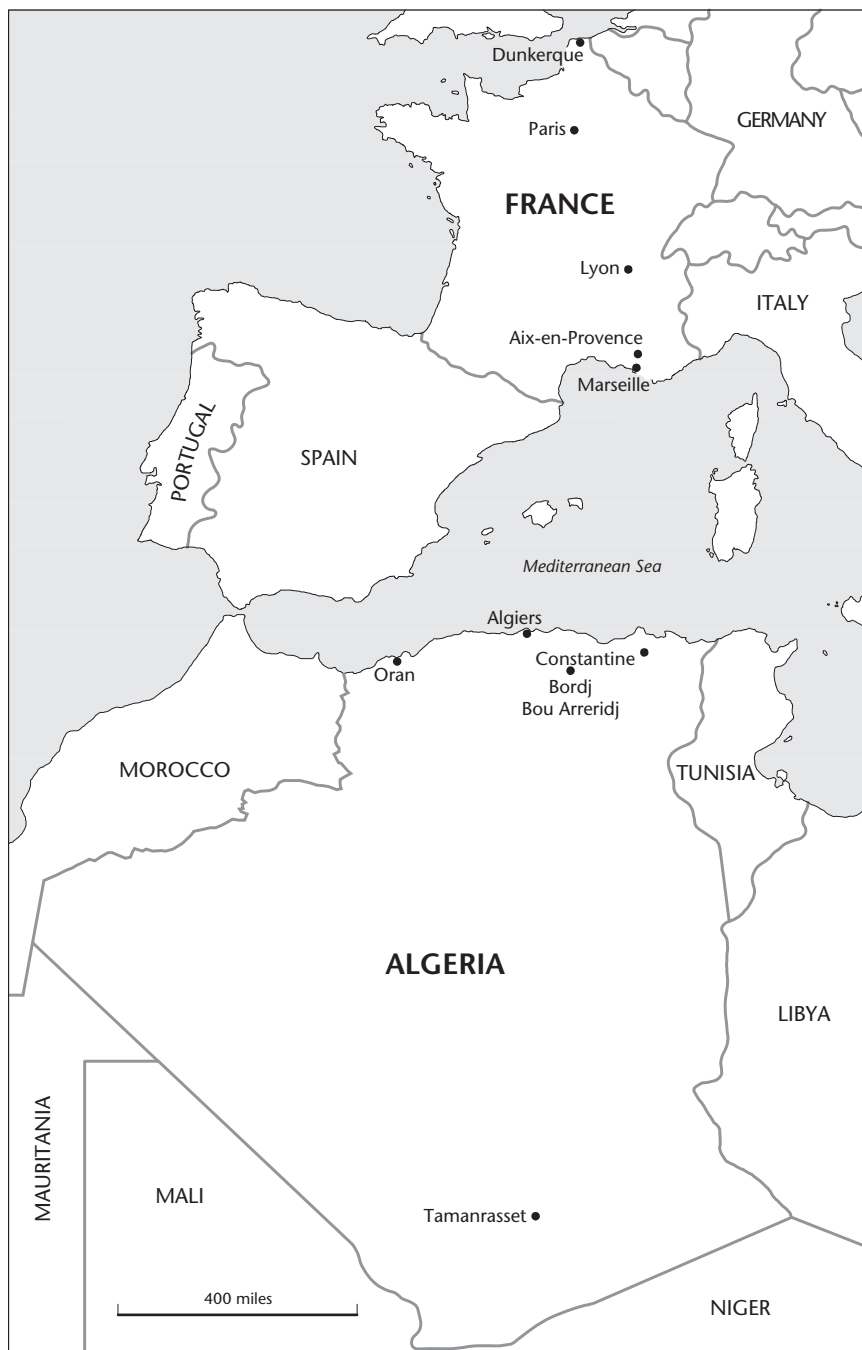 Dunkerque
GERMANY
Paris
FRANCE
Lyon
ITALY
Aix-en-Provence
Marseille
PORTUGAL
SPAIN
Mediterranean Sea
Algiers
Constantine
Oran
Bordj
Bou Arreridj
MOROCCO
TUNISIA
ALGERIA
LIBYA
MAURITANIA
MALI
Tamanrasset
400 miles
NIGER